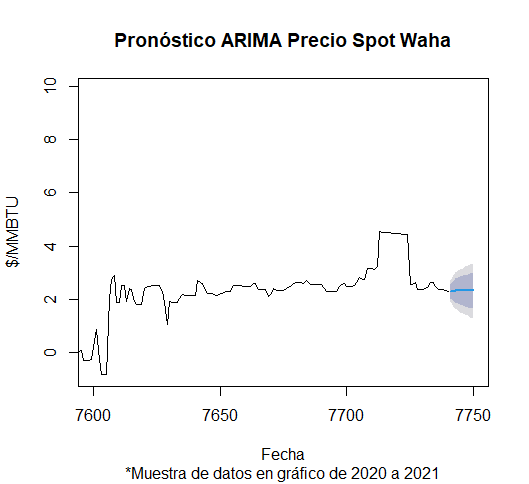 Pronóstico ARIMA Precio Spot Waha
$/MMBTU
10
8
6
4
2
0
7600
7650
7700
7750
Fecha
*Muestra de datos en gráfico de 2020 a 2021